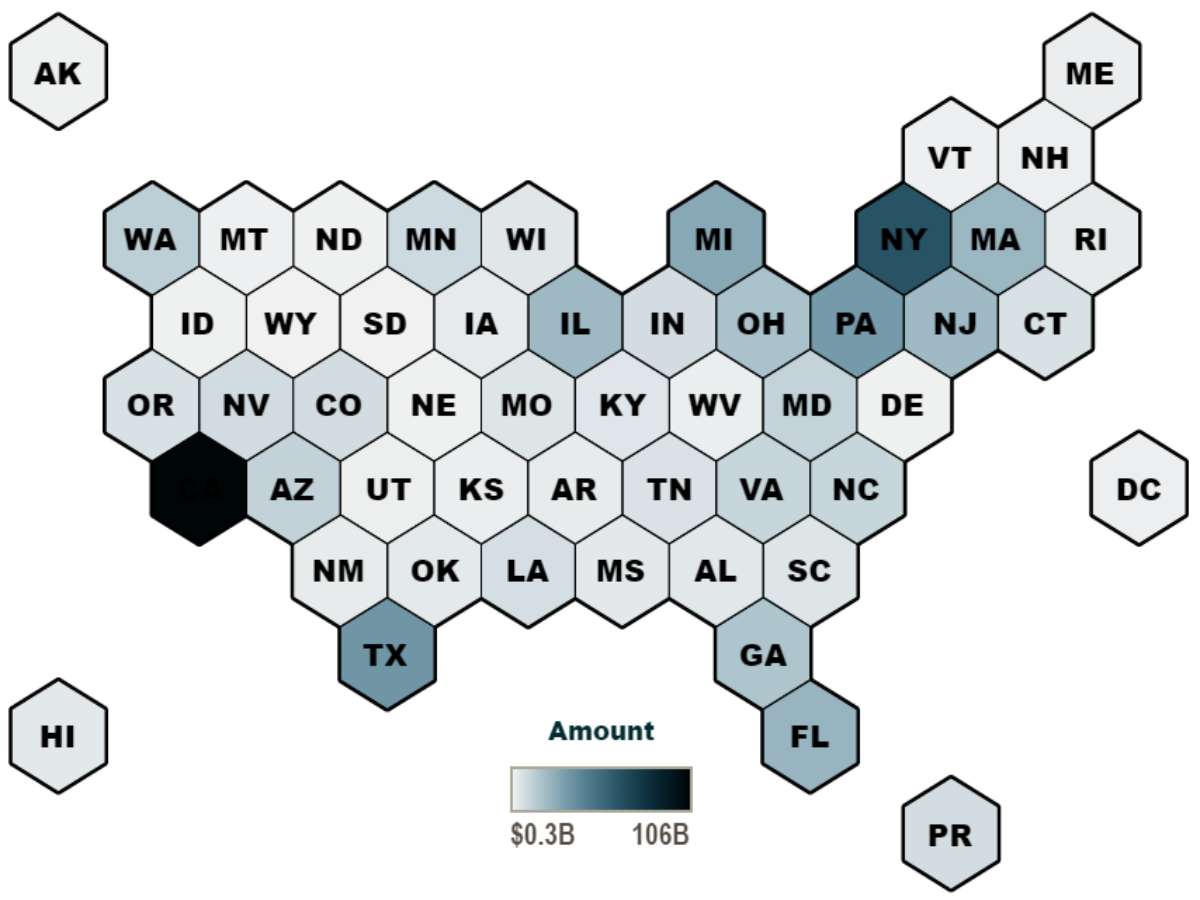 AK
ME
VT NH
WA MT ND MN WI MI NY MA RI
ID WY SD IA IL IN OH PA NJ CT
OR NV CO NE MO KY WV MD DE
CA AZ UT KS AR TN VA NC DC
NM OK LA MS AL SC
TX GA
HI FL
Amount
$0.3B 106B
PR